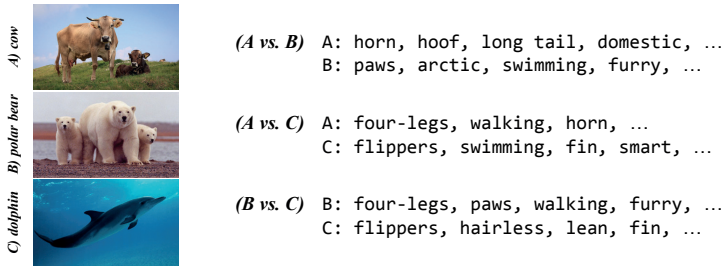 A) cow
(A vs. B) A: horn, hoof, long tail, domestic, …
B: paws, arctic, swimming, furry, …
B) polar bear
(A vs. C) A: four-legs, walking, horn, …
C: flippers, swimming, fin, smart, …
C) dolphin
(B vs. C) B: four-legs, paws, walking, furry, …
C: flippers, hairless, lean, fin, …